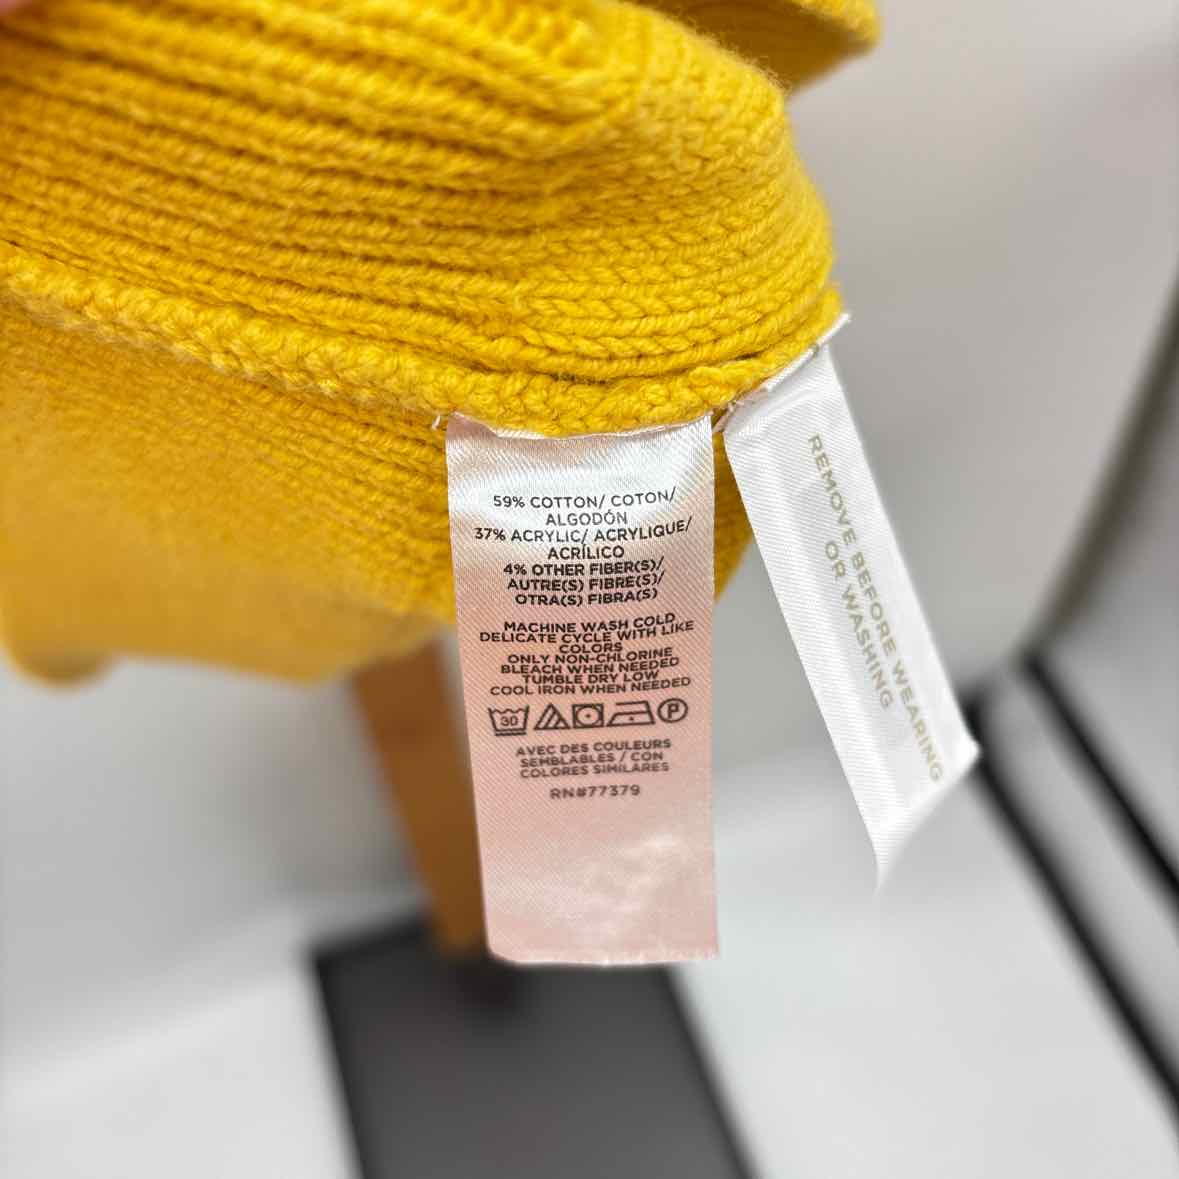 59% COTTON/ COTON/
ALGODÓN
37% ACRYLIC/ ACRYLIQUE/
ACRÍLICO
4% OTHER FIBER(S)/
AUTRE(S) FIBRE(S)/
OTRA(S) FIBRA(S)
MACHINE WASH COLD
DELICATE CYCLE WITH LIKE
COLORS
ONLY NON-CHLORINE
BLEACH WHEN NEEDED
TUMBLE DRY LOW
COOL IRON WHEN NEEDED
30 P
AVEC DES COULEURS
SEMBLABLES / CON
COLORES SIMILARES
RN#77379
REMOVE BEFORE WEARING
OR WASHING